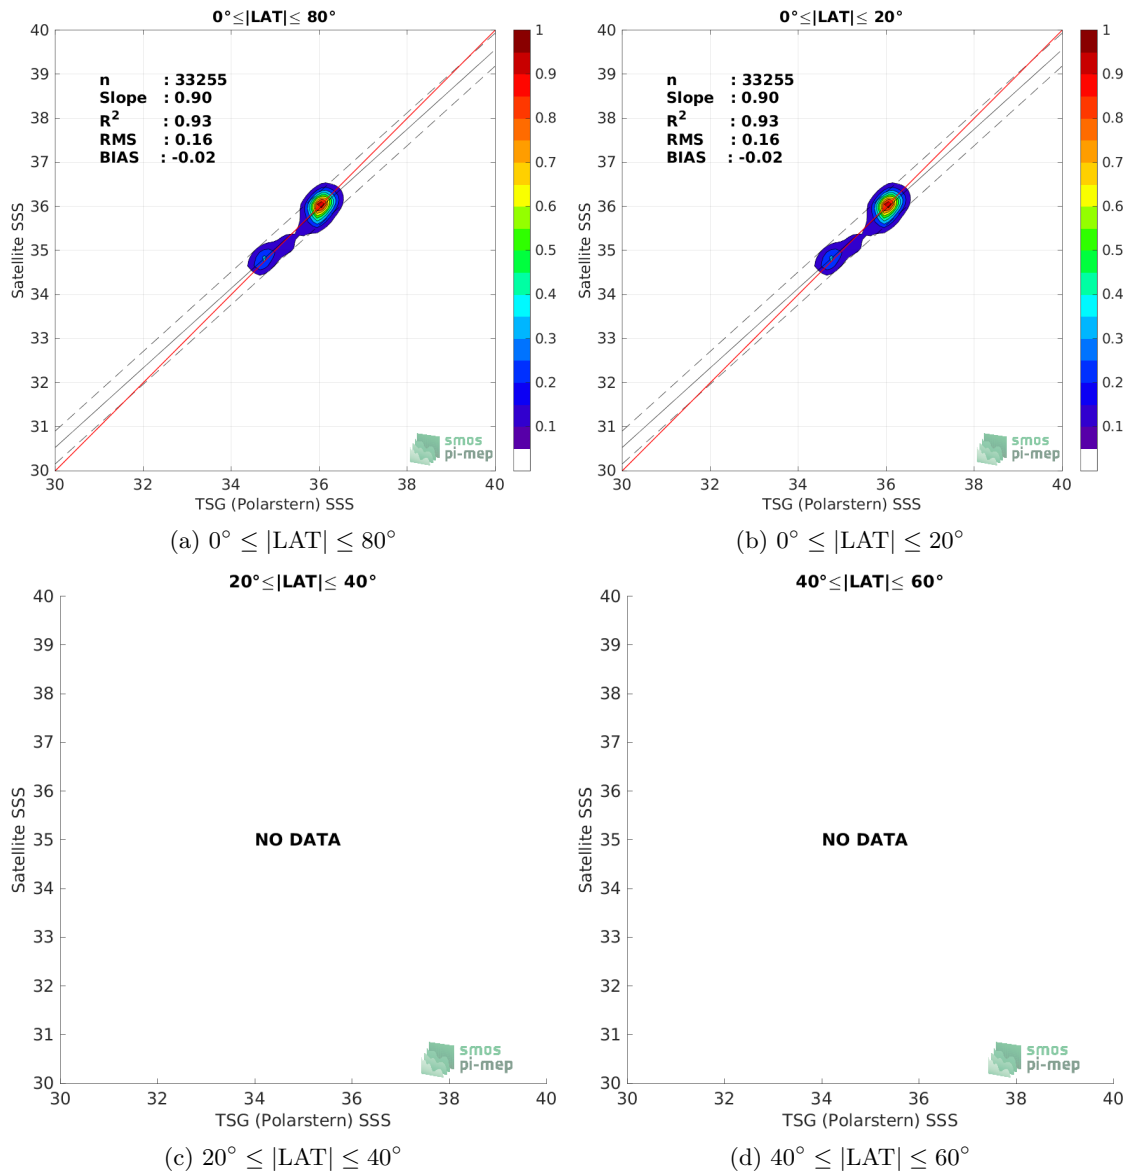 0°≤|LAT|≤ 80°
40
39
38
37
36
35
34
33
32
31
30
Satellite SSS
n : 33255
Slope : 0.90
R² : 0.93
RMS : 0.16
BIAS : -0.02
1
0.9
0.8
0.7
0.6
0.5
0.4
0.3
0.2
0.1
smos
pi-mep
30 32 34 36 38 40
TSG (Polarstern) SSS
(a) 0° ≤ |LAT| ≤ 80°
0°≤|LAT|≤ 20°
40
39
38
37
36
35
34
33
32
31
30
Satellite SSS
n : 33255
Slope : 0.90
R² : 0.93
RMS : 0.16
BIAS : -0.02
1
0.9
0.8
0.7
0.6
0.5
0.4
0.3
0.2
0.1
smos
pi-mep
30 32 34 36 38 40
TSG (Polarstern) SSS
(b) 0° ≤ |LAT| ≤ 20°
20°≤|LAT|≤ 40°
40
39
38
37
36
35
34
33
32
31
30
Satellite SSS
NO DATA
smos
pi-mep
30 32 34 36 38 40
TSG (Polarstern) SSS
(c) 20° ≤ |LAT| ≤ 40°
40°≤|LAT|≤ 60°
40
39
38
37
36
35
34
33
32
31
30
Satellite SSS
NO DATA
smos
pi-mep
30 32 34 36 38 40
TSG (Polarstern) SSS
(d) 40° ≤ |LAT| ≤ 60°